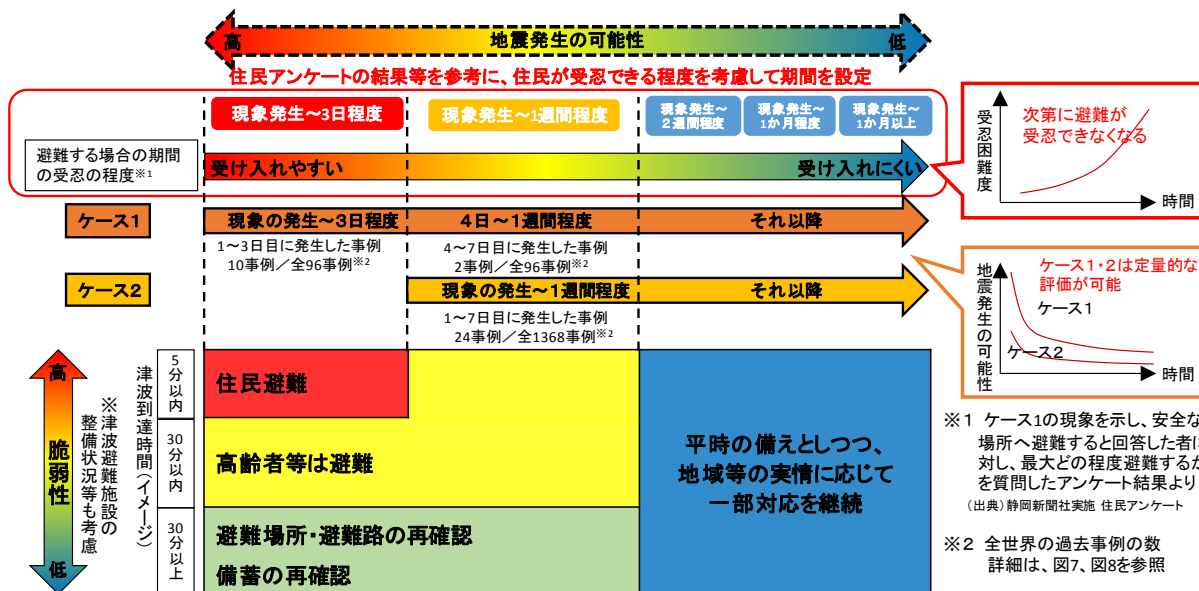 高 地震発生の可能性 低
住民アンケートの結果等を参考に、住民が受忍できる程度を考慮して期間を設定
現象発生～3日程度
現象発生～1週間程度
現象発生～
2週間程度
現象発生～
1か月程度
現象発生～
1か月以上
避難する場合の期間
の受忍の程度※1
受け入れやすい
受け入れにくい
受忍困難度
次第に避難が
受忍できなくなる
時間
ケース1
現象の発生～3日程度
4日～1週間程度
それ以降
1～3日目に発生した事例
10事例／全96事例※2
4～7日目に発生した事例
2事例／全96事例※2
ケース2
現象の発生～1週間程度
それ以降
1～7日目に発生した事例
24事例／全1368事例※2
地震発生の可能性
ケース1・2は定量的な
評価が可能
ケース1
ケース2
時間
高
脆弱性
低
※津波避難施設の
整備状況等も考慮
津波到達時間(イメージ)
5分以内
30分以内
30分以上
住民避難
高齢者等は避難
避難場所・避難路の再確認
備蓄の再確認
平時の備えとしつつ、
地域等の実情に応じて
一部対応を継続
※1 ケース1の現象を示し、安全な
場所へ避難すると回答した者
対し、最大どの程度避難する
を質問したアンケート結果より
(出典)静岡新聞社実施 住民アンケート
※2 全世界の過去事例の数
詳細は、図7、図8を参照